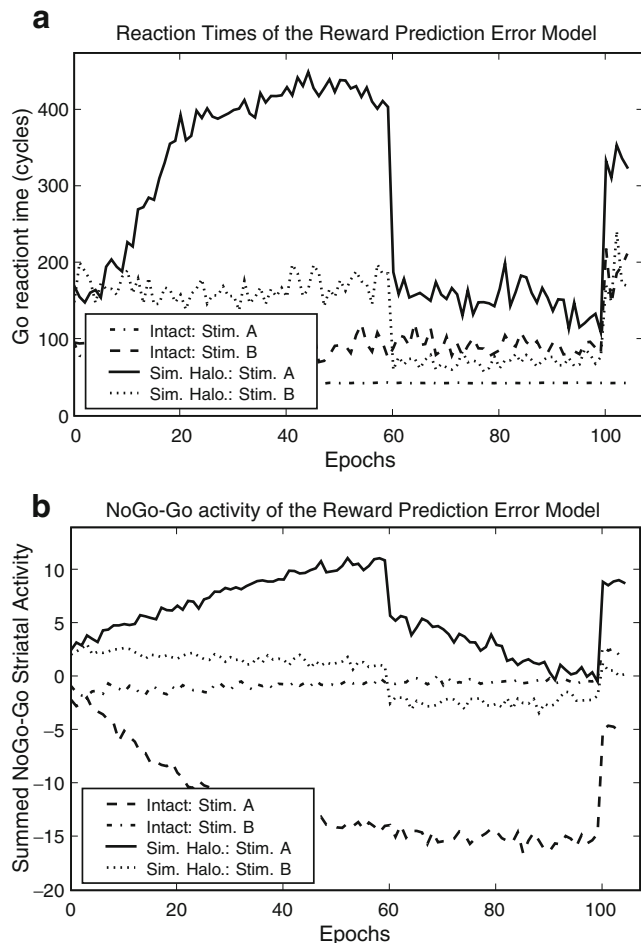 a
Reaction Times of the Reward Prediction Error Model
Go reactiont ime (cycles)
400
300
200
100
0
Intact: Stim. A
Intact: Stim. B
Sim. Halo.: Stim. A
Sim. Halo.: Stim. B
0 20 40 60 80 100
Epochs
b
NoGo-Go activity of the Reward Prediction Error Model
Summed NoGo-Go Striatal Activity
10
5
0
−5
−10
−15
−20
Intact: Stim. A
Intact: Stim. B
Sim. Halo.: Stim. A
Sim. Halo.: Stim. B
0 20 40 60 80 100
Epochs